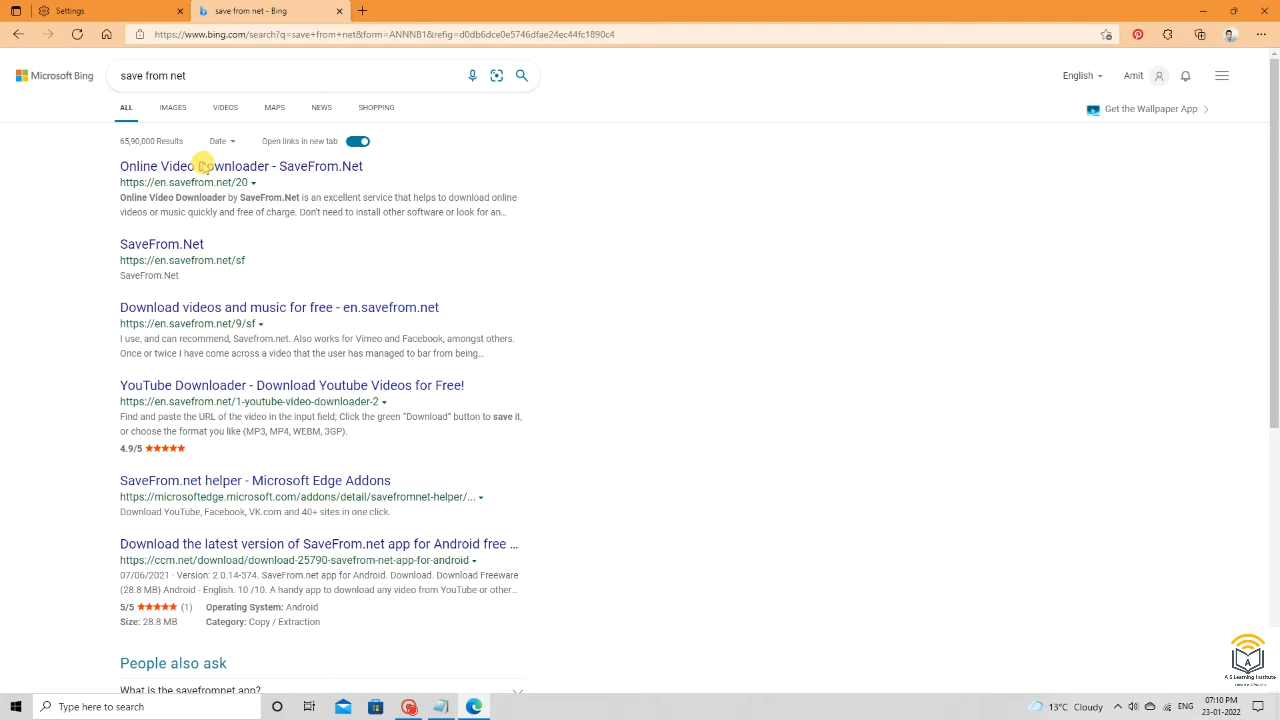 Settings
save from net - Bing
https://www.bing.com/search?q=save+from+net&form=ANNNB1&refig=d0db6dce0e5746dfae24ec44fc1890c4
Microsoft Bing
save from net
English
Amit
ALL
IMAGES
VIDEOS
MAPS
NEWS
SHOPPING
Get the Wallpaper App
65,90,000 Results
Date
Open links in new tab
Online Video Downloader - SaveFrom.Net
https://en.savefrom.net/20
Online Video Downloader by SaveFrom.Net is an excellent service that helps to download online
videos or music quickly and free of charge. Don't need to install other software or look for an...
SaveFrom.Net
https://en.savefrom.net/sf
SaveFrom.Net
Download videos and music for free - en.savefrom.net
https://en.savefrom.net/9/sf
I use, and can recommend, Savefrom.net. Also works for Vimeo and Facebook, amongst others.
Once or twice I have come across a video that the user has managed to bar from being...
YouTube Downloader - Download Youtube Videos for Free!
https://en.savefrom.net/1-youtube-video-downloader-2
Find and paste the URL of the video in the input field; Click the green "Download" button to save it,
or choose the format you like (MP3, MP4, WEBM, 3GP).
4.9/5
SaveFrom.net helper - Microsoft Edge Addons
https://microsoftedge.microsoft.com/addons/detail/savefromnet-helper/...
Download YouTube, Facebook, VK.com and 40+ sites in one click.
Download the latest version of SaveFrom.net app for Android free ...
https://ccm.net/download/download-25790-savefrom-net-app-for-android
07/06/2021 · Version: 2.0.14-374. SaveFrom.net app for Android. Download. Download Freeware
(28.8 MB) Android - English. 10 /10. A handy app to download any video from YouTube or other...
5/5 (1) Operating System: Android
Size: 28.8 MB Category: Copy / Extraction
People also ask
What is the savefromnet app?
A
A S Learning Institute
Type here to search
13°C Cloudy
ENG
07:10 PM
23-01-2022